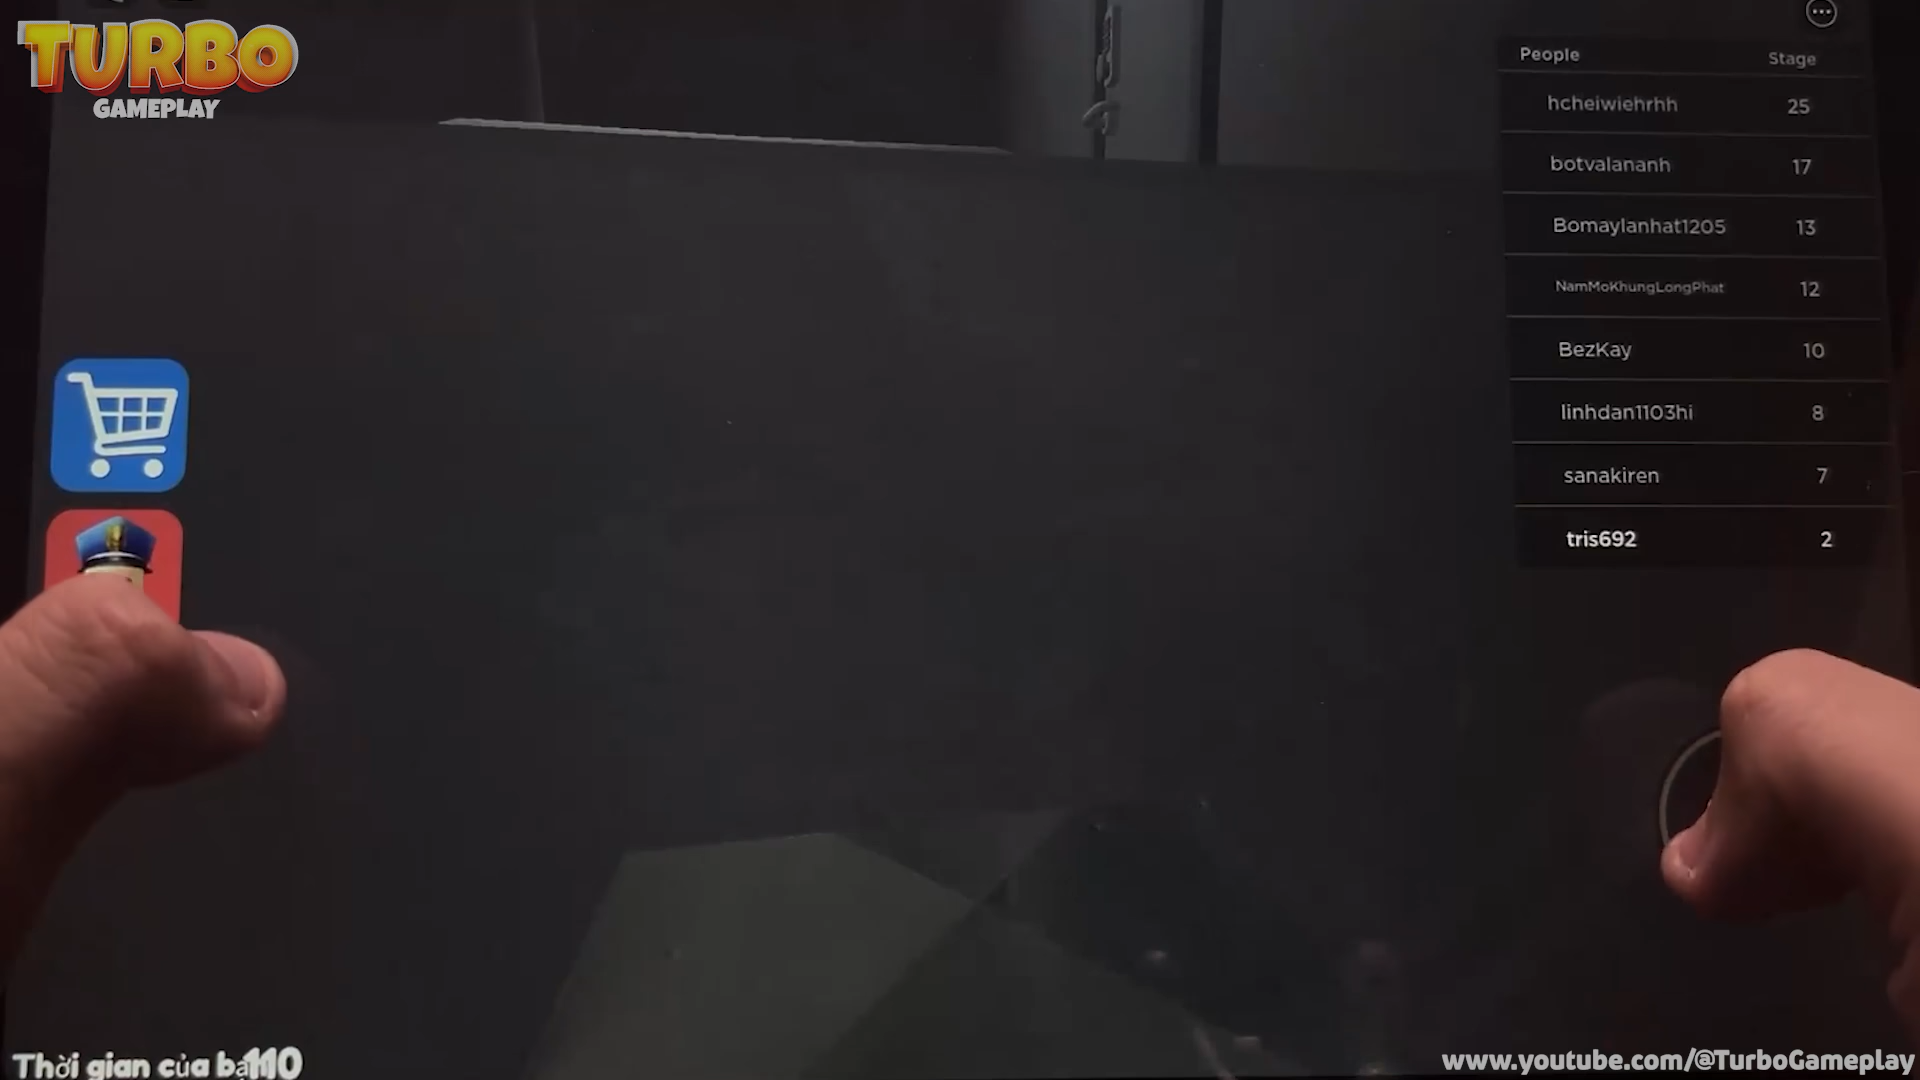 TURBO
GAMEPLAY
People Stage
hcheiwiehrhh 25
botvalananh 17
Bomaylanhat1205 13
NamMoKhungLongPhat 12
BezKay 10
linhdan1103hi 8
sanakiren 7
tris692 2
Thời gian của 110
www.youtube.com/@TurboGameplay